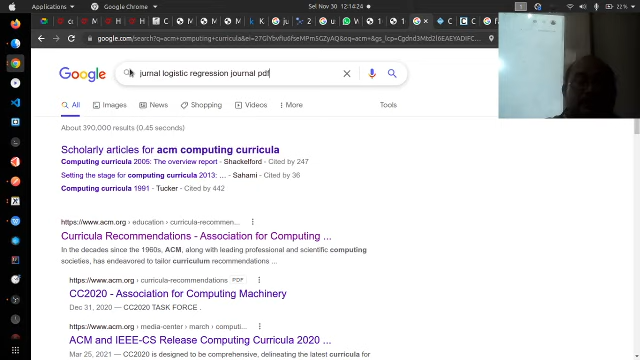 Applications
Google Chrome
Sel Nov 30 12:14:24
22 %
google.com/search?q=acm+computing+curricula&ei=
Google
jurnal logistic regression journal pdf
All
Images
News
Shopping
Videos
More
Tools
About 390,000 results (0.45 seconds)
Scholarly articles for acm computing curricula
Computing curricula 2005: The overview report - Shackelford - Cited by 247
Setting the stage for computing curricula 2013: ... - Sahami - Cited by 36
Computing curricula 1991 - Tucker - Cited by 442
https://www.acm.org › education › curricula-recommen...
Curricula Recommendations - Association for Computing ...
In the decades since the 1960s, ACM, along with leading professional and scientific computing
societies, has endeavored to tailor curriculum recommendations ...
https://www.acm.org › curricula-recommendations PDF
CC2020 - Association for Computing Machinery
Dec 31, 2020 — CC2020 TASK FORCE .
https://www.acm.org › media-center › march › computi...
ACM and IEEE-CS Release Computing Curricula 2020 ...
Mar 25, 2021 — CC2020 is designed to be comprehensive, delineating the latest curricula for